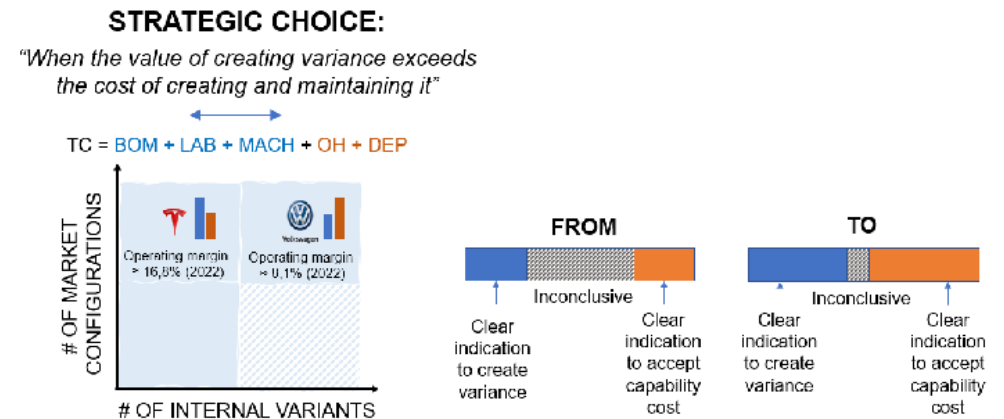 STRATEGIC CHOICE:
“When the value of creating variance exceeds
the cost of creating and maintaining it”
TC = BOM + LAB + MACH + OH + DEP
# OF MARKET
CONFIGURATIONS
Volkswagen
Operating margin
≈ 16,8% (2022)
Operating margin
≈ 8,1% (2022)
# OF INTERNAL VARIANTS
FROM
Inconclusive
Clear
indication
to create
variance
Clear
indication
to accept
capability
cost
TO
Inconclusive
Clear
indication
to create
variance
Clear
indication
to accept
capability
cost